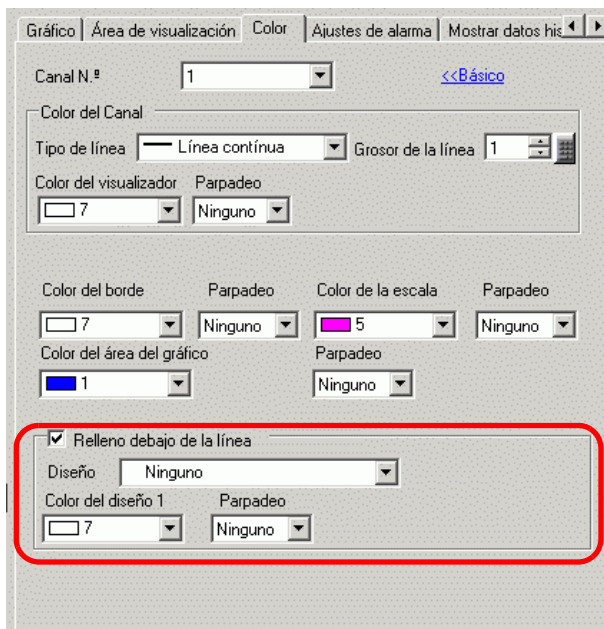 Gráfico Área de visualización Color Ajustes de alarma Mostrar datos his
Canal N.º 1 <<Básico
Color del Canal
Tipo de línea Línea contínua Grosor de la línea 1
Color del visualizador Parpadeo
7 Ninguno
Color del borde Parpadeo Color de la escala Parpadeo
7 Ninguno 5 Ninguno
Color del área del gráfico Parpadeo
1 Ninguno
Relleno debajo de la línea
Diseño Ninguno
Color del diseño 1 Parpadeo
7 Ninguno